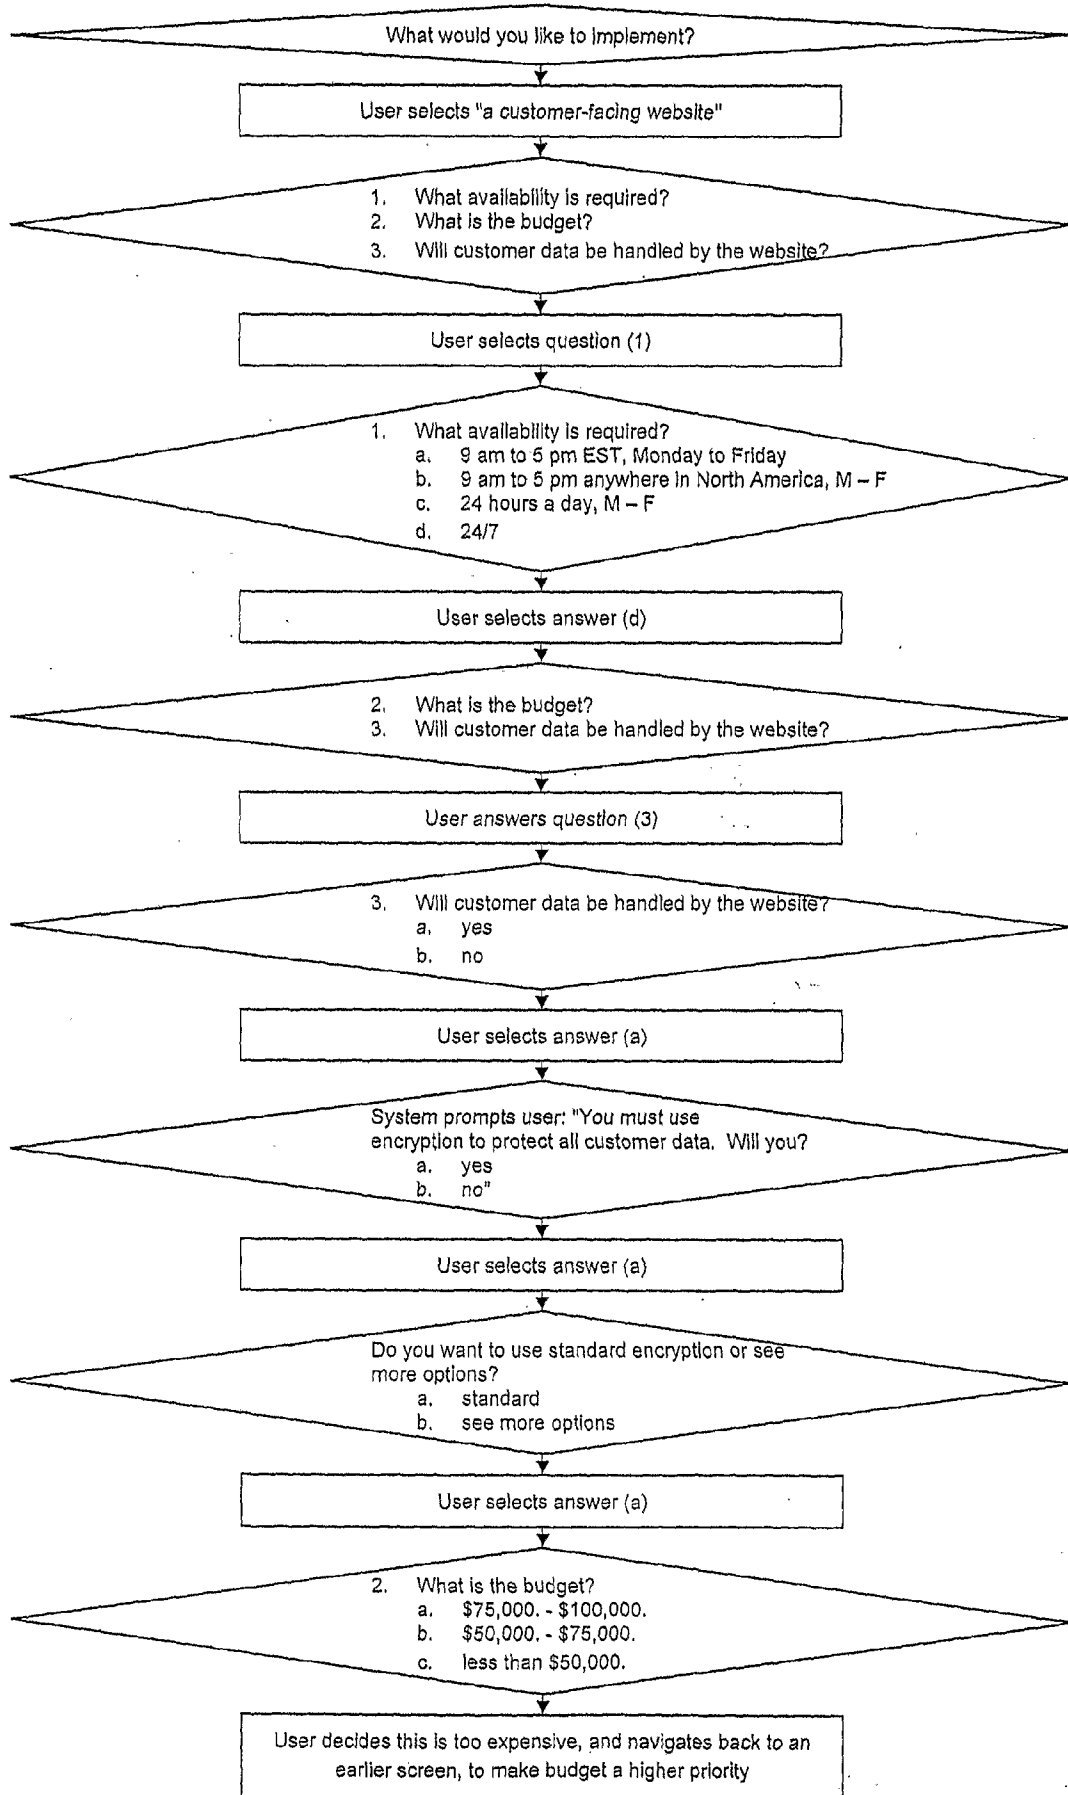 What would you like to implement?
User selects "a customer-facing website"
1. What availability is required?
2. What is the budget?
3. Will customer data be handled by the website?
User selects question (1)
1. What availability is required?
a. 9 am to 5 pm EST, Monday to Friday
b. 9 am to 5 pm anywhere in North America, M – F
c. 24 hours a day, M – F
d. 24/7
User selects answer (d)
2. What is the budget?
3. Will customer data be handled by the website?
User answers question (3)
3. Will customer data be handled by the website?
a. yes
b. no
User selects answer (a)
System prompts user: "You must use
encryption to protect all customer data. Will you?
a. yes
b. no"
User selects answer (a)
Do you want to use standard encryption or see
more options?
a. standard
b. see more options
User selects answer (a)
2. What is the budget?
a. $75,000. - $100,000.
b. $50,000. - $75,000.
c. less than $50,000.
User decides this is too expensive, and navigates back to an
earlier screen, to make budget a higher priority